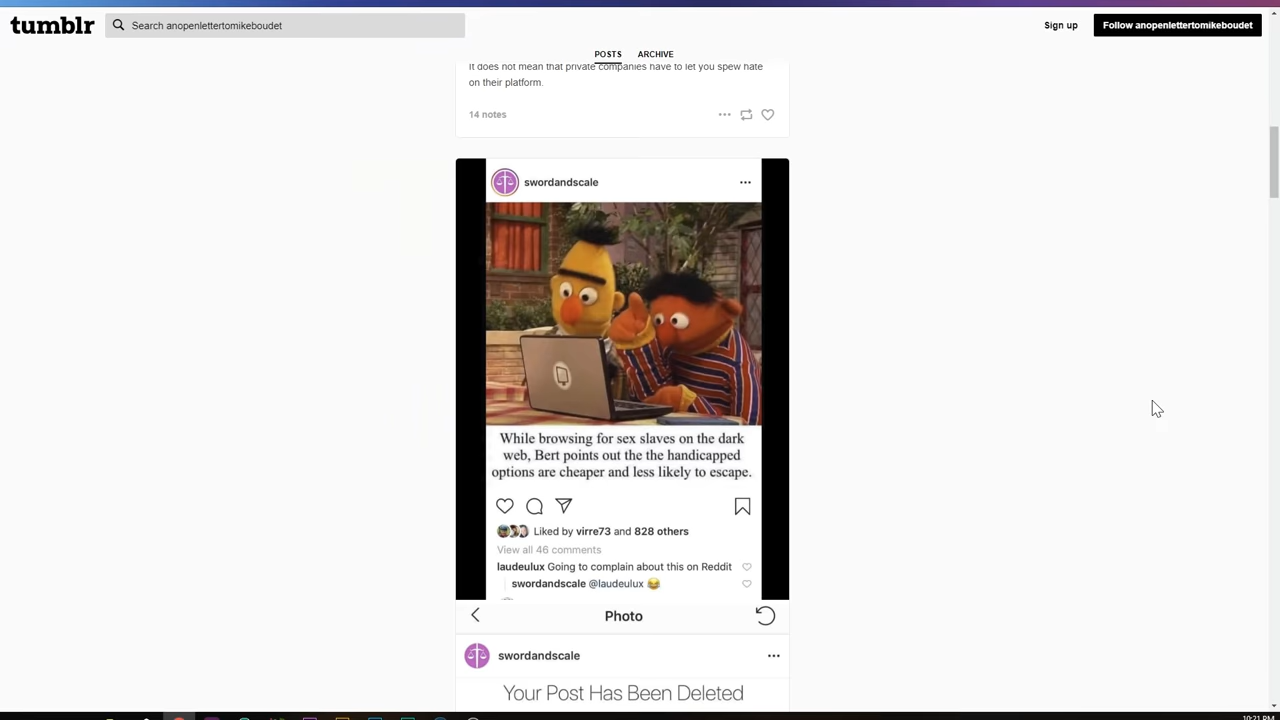 tumblr
Search anopenlettertomikeboudet
Sign up
Follow anopenlettertomikeboudet
POSTS
ARCHIVE
It does not mean that private companies have to let you spew hate
on their platform.
14 notes
swordandscale
While browsing for sex slaves on the dark
web, Bert points out the the handicapped
options are cheaper and less likely to escape.
Liked by virre73 and 828 others
View all 46 comments
laudeulux Going to complain about this on Reddit
swordandscale @laudeulux 😂
Photo
swordandscale
Your Post Has Been Deleted
10:21 PM